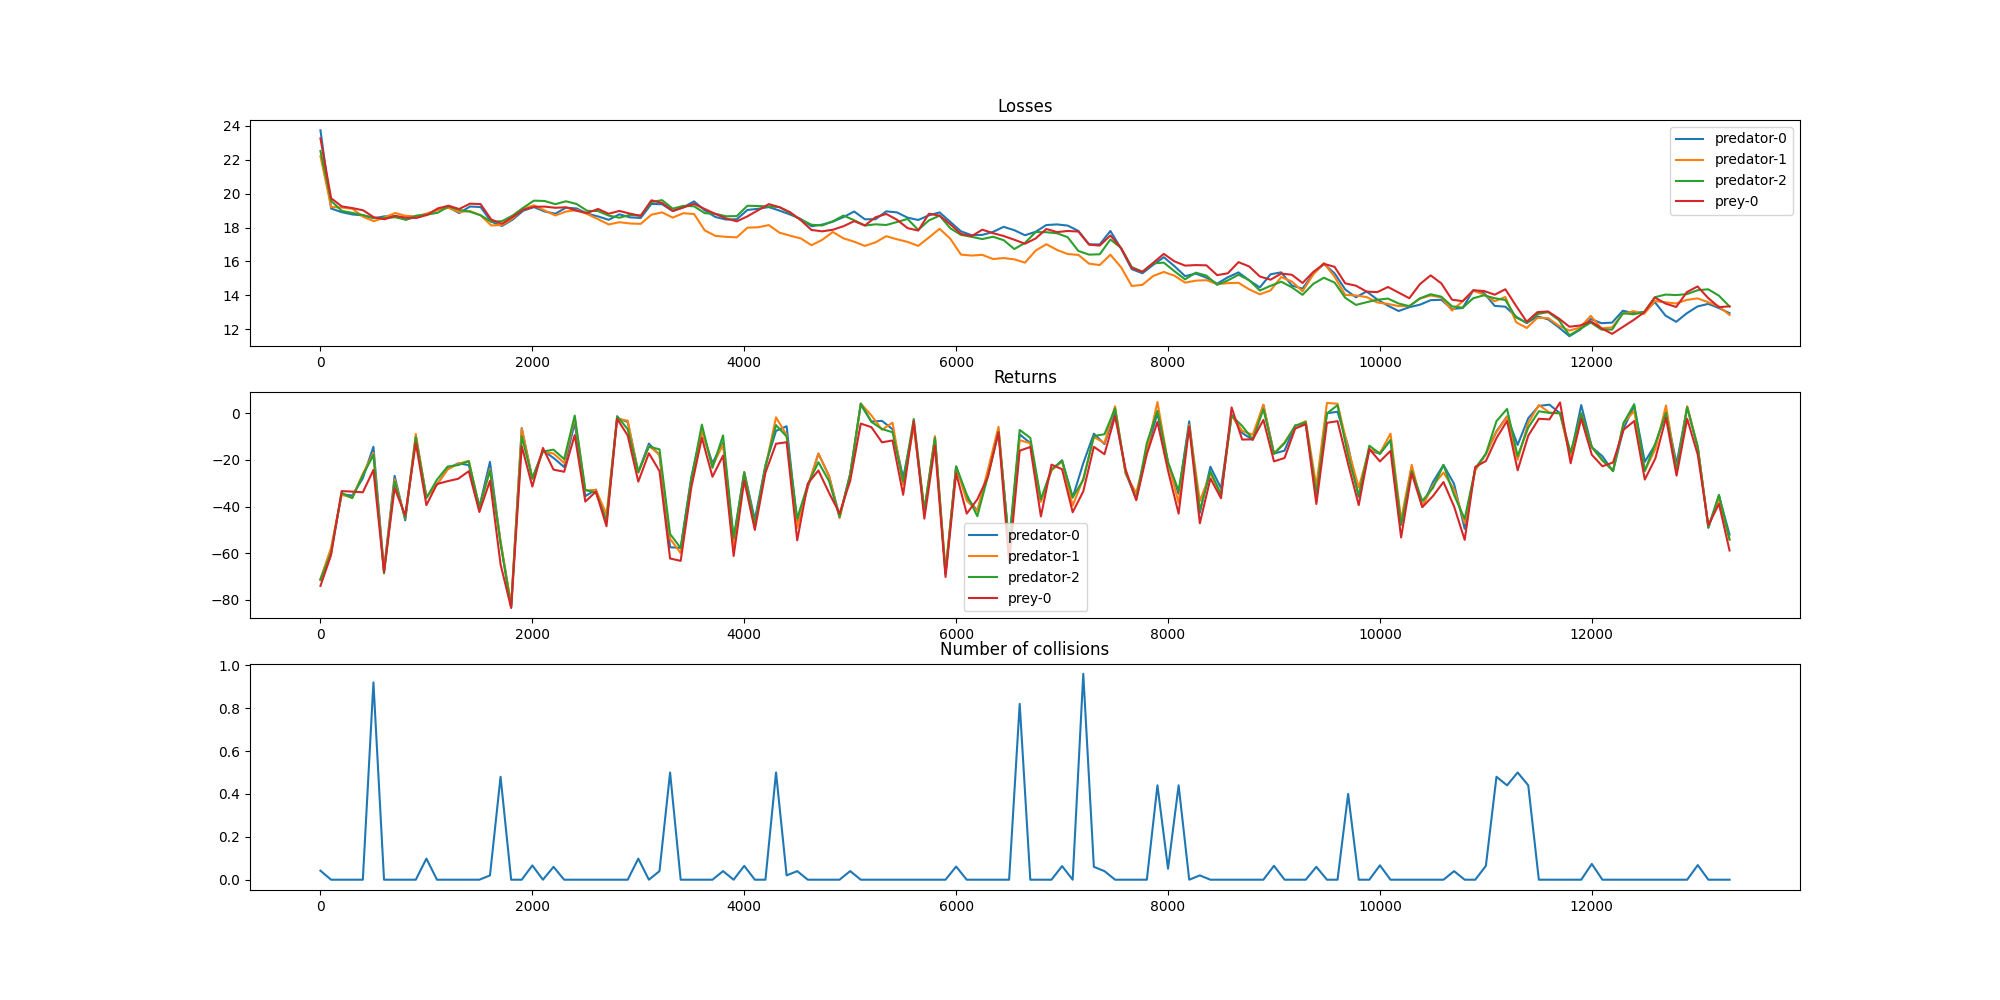 Losses
24
22
20
18
16
14
12
predator-0
predator-1
predator-2
prey-0
0 2000 4000 6000 8000 10000 12000
Returns
0
−20
−40
−60
−80
predator-0
predator-1
predator-2
prey-0
0 2000 4000 6000 8000 10000 12000
Number of collisions
1.0
0.8
0.6
0.4
0.2
0.0
0 2000 4000 6000 8000 10000 12000